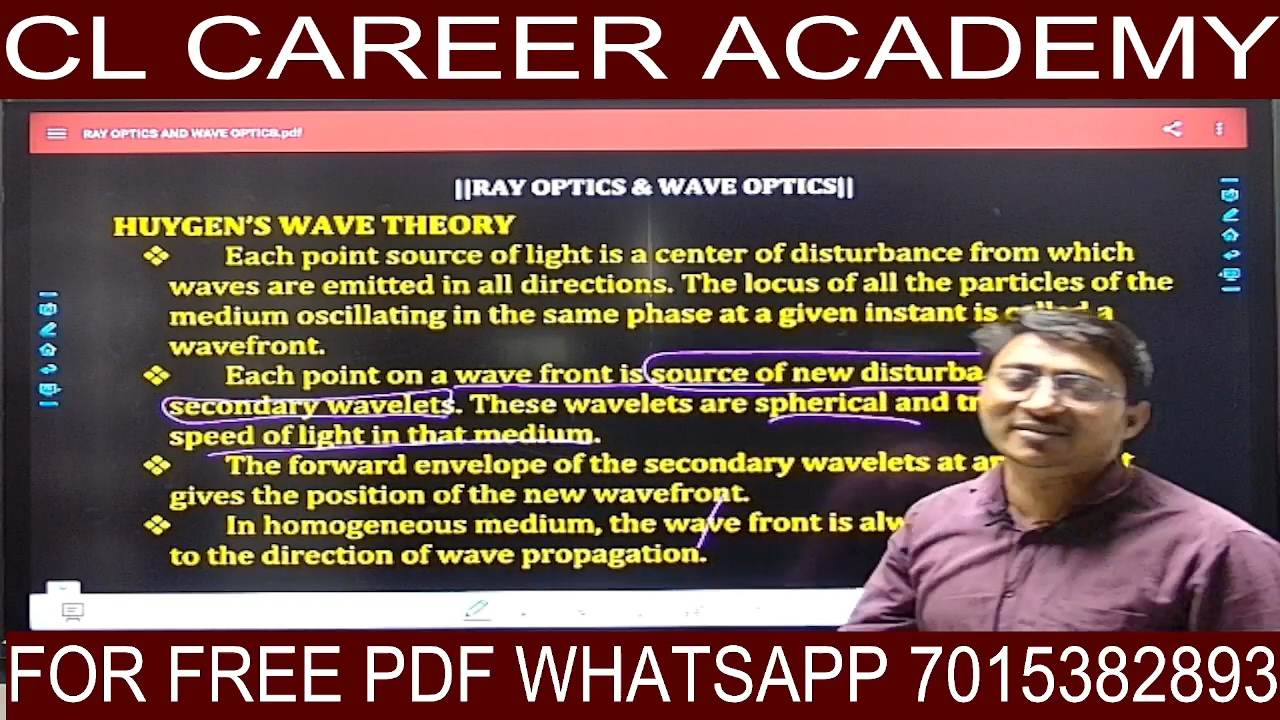 CL CAREER ACADEMY
RAY OPTICS AND WAVE OPTICS.pdf
||RAY OPTICS & WAVE OPTICS||
HUYGEN'S WAVE THEORY
❖ Each point source of light is a center of disturbance from which
waves are emitted in all directions. The locus of all the particles of the
medium oscillating in the same phase at a given instant is called a
wavefront.
❖ Each point on a wave front is source of new disturba
secondary wavelets. These wavelets are spherical and tr
speed of light in that medium.
❖ The forward envelope of the secondary wavelets at
gives the position of the new wavefront.
❖ In homogeneous medium, the wave front is alw
to the direction of wave propagation.
FOR FREE PDF WHATSAPP 7015382893